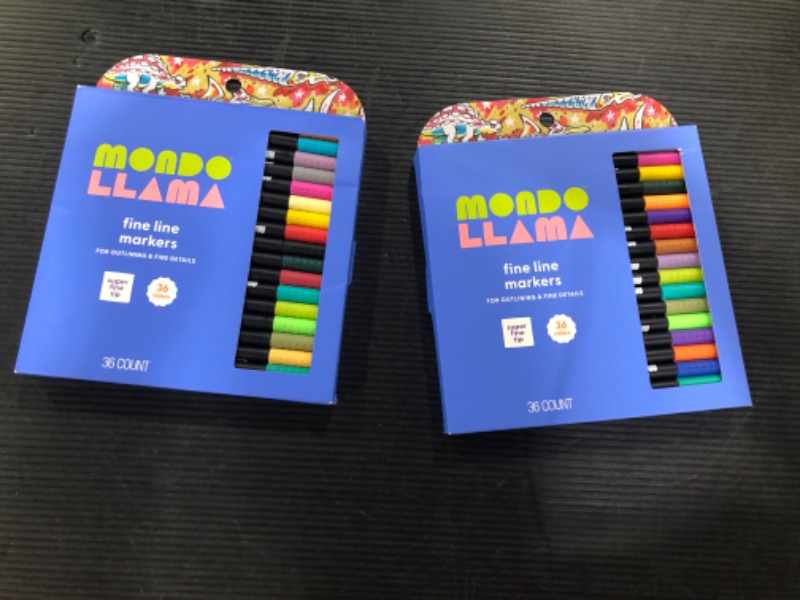 MONDO
LLAMA
fine line
markers
FOR OUTLINING & FINE DETAILS
super
fine
tip
36
colors
36 COUNT
MONDO
LLAMA
fine line
markers
FOR OUTLINING & FINE DETAILS
super
fine
tip
36
colors
36 COUNT